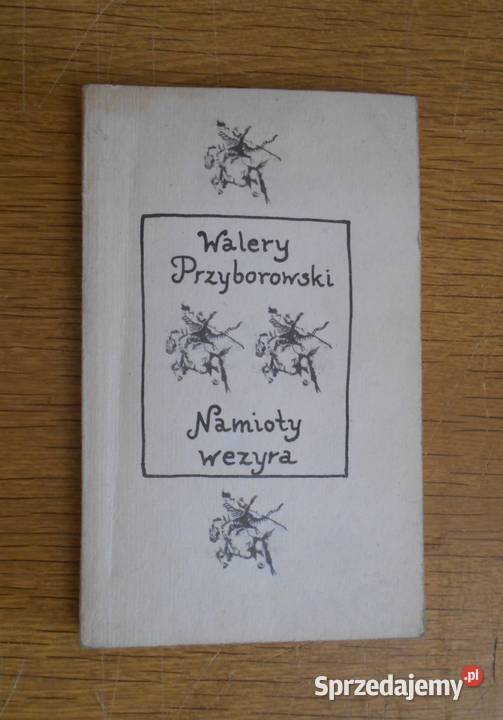 Walery
Przyborowski
Namioty
wezyra
Sprzedajemy.pl